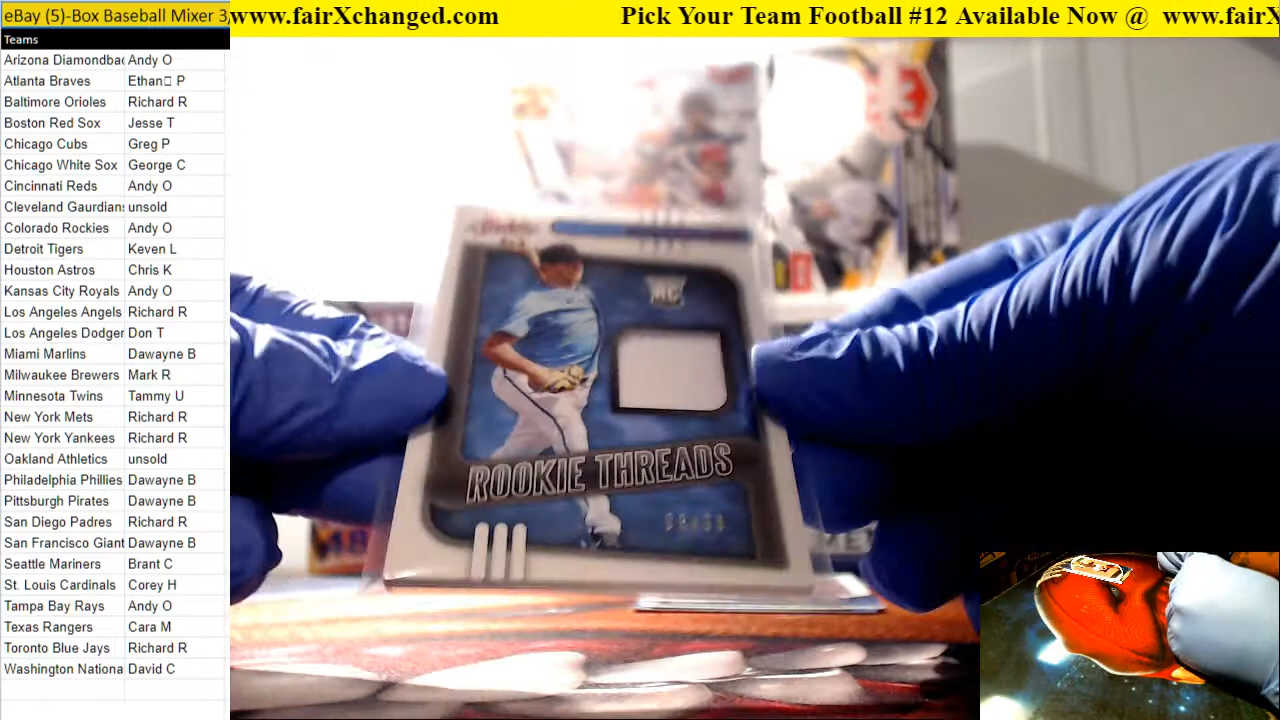 eBay (5)-Box Baseball Mixer 3
www.fairXchanged.com Pick Your Team Football #12 Available Now @ www.fairX
Teams
Arizona Diamondbac Andy O
Atlanta Braves Ethan□ P
Baltimore Orioles Richard R
Boston Red Sox Jesse T
Chicago Cubs Greg P
Chicago White Sox George C
Cincinnati Reds Andy O
Cleveland Gaurdians unsold
Colorado Rockies Andy O
Detroit Tigers Keven L
Houston Astros Chris K
Kansas City Royals Andy O
Los Angeles Angels Richard R
Los Angeles Dodger Don T
Miami Marlins Dawayne B
Milwaukee Brewers Mark R
Minnesota Twins Tammy U
New York Mets Richard R
New York Yankees Richard R
Oakland Athletics unsold
Philadelphia Phillies Dawayne B
Pittsburgh Pirates Dawayne B
San Diego Padres Richard R
San Francisco Giant Dawayne B
Seattle Mariners Brant C
St. Louis Cardinals Corey H
Tampa Bay Rays Andy O
Texas Rangers Cara M
Toronto Blue Jays Richard R
Washington Nationa David C
RC
ROOKIE THREADS